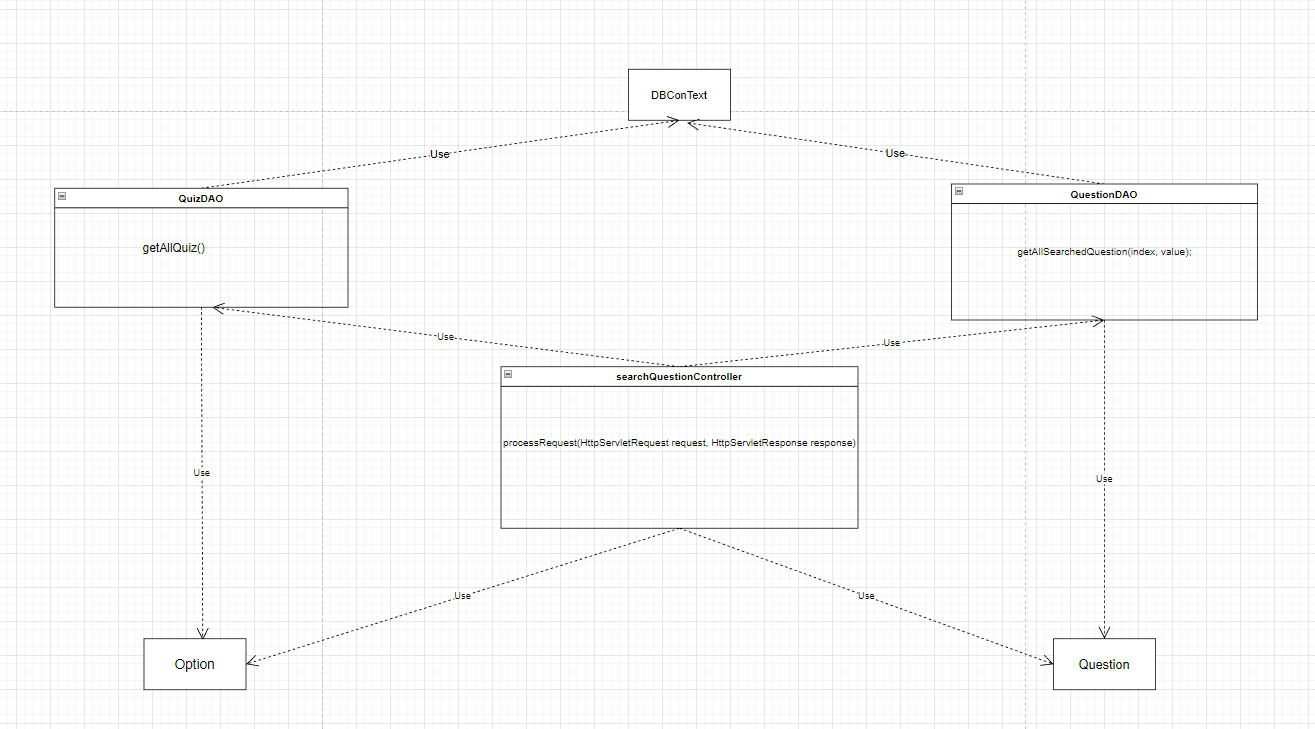 DBConText
Use
Use
QuizDAO
getAllQuiz()
QuestionDAO
getAllSearchedQuestion(index, value);
Use
Use
searchQuestionController
processRequest(HttpServletRequest request, HttpServletResponse response)
Use
Use
Use
Use
Option
Question